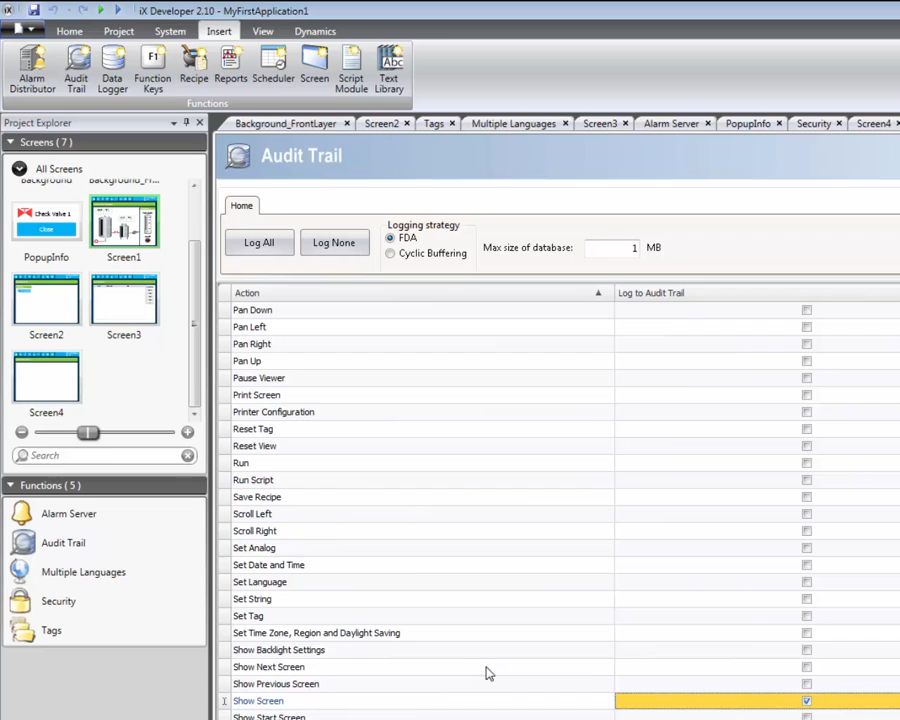 iX Developer 2.10 - MyFirstApplication1
Home Project System Insert View Dynamics
Alarm Distributor
Audit Trail
Data Logger
Function Keys
Recipe
Reports
Scheduler
Screen
Script Module
Text Library
F1
Abc
Functions
Project Explorer
Background_FrontLayer Screen2 Tags Multiple Languages Screen3 Alarm Server PopupInfo Security Screen4
Screens ( 7 )
All Screens
Background Background_Fr...
Check Valve 1
Close
PopupInfo Screen1
Screen2 Screen3
Screen4
Search
Functions ( 5 )
Alarm Server
Audit Trail
Multiple Languages
Security
Tags
Audit Trail
Home
Log All Log None
Logging strategy
FDA
Cyclic Buffering
Max size of database: 1 MB
Action Log to Audit Trail
Pan Down
Pan Left
Pan Right
Pan Up
Pause Viewer
Print Screen
Printer Configuration
Reset Tag
Reset View
Run
Run Script
Save Recipe
Scroll Left
Scroll Right
Set Analog
Set Date and Time
Set Language
Set String
Set Tag
Set Time Zone, Region and Daylight Saving
Show Backlight Settings
Show Next Screen
Show Previous Screen
Show Screen
Show Start Screen